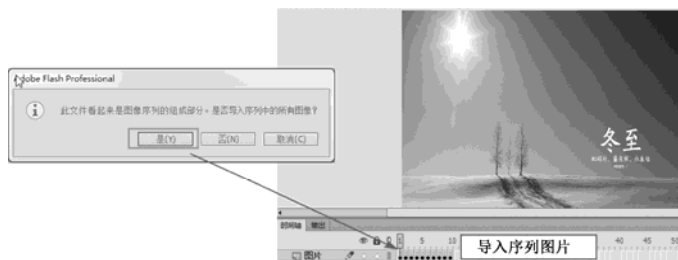 Adobe Flash Professional
此文件看起来是图像序列的组成部分。是否导入序列中的所有图像?
是(Y)
否(N)
取消(C)
冬至
时间轴 输出
1 5 10
导入序列图片
40 45 50
图片